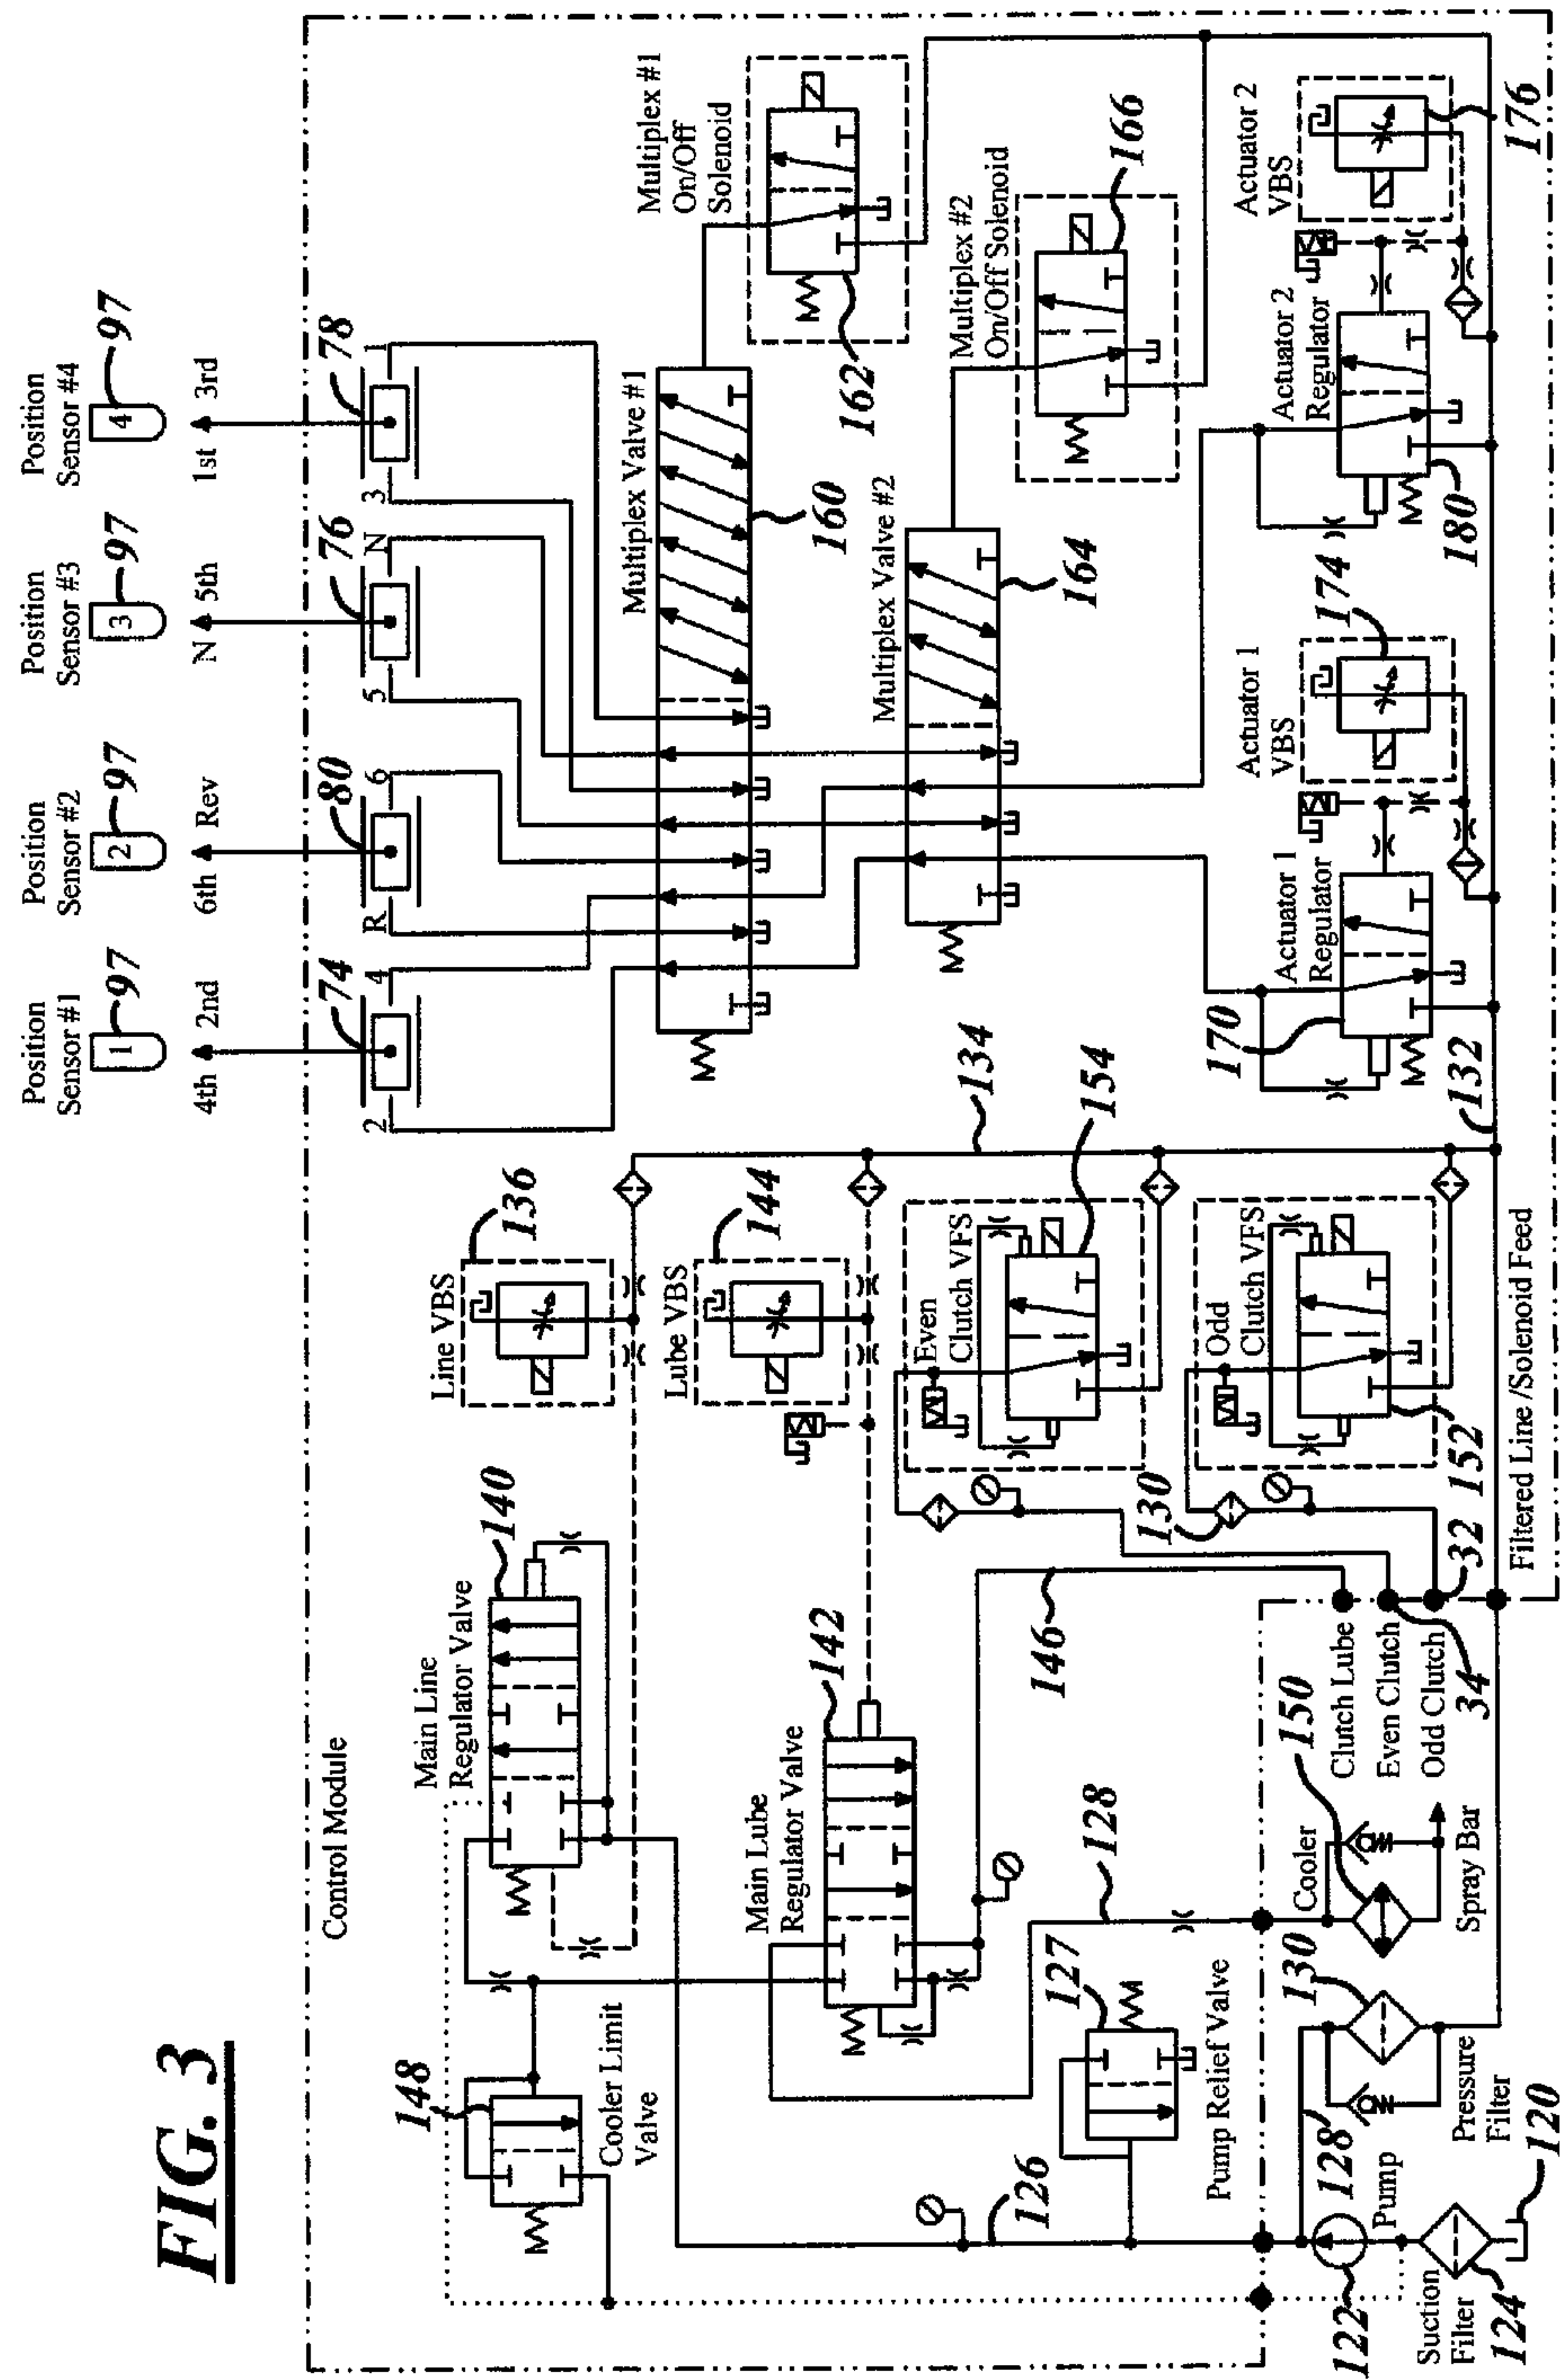 FIG. 3
Control Module
Position
Sensor #1
1
97
4th
2nd
Position
Sensor #2
2
97
6th
Rev
Position
Sensor #3
3
97
N
5th
Position
Sensor #4
4
97
1st
3rd
74
2
4
80
R
6
76
5
N
78
3
1
148
Cooler Limit
Valve
Main Line
Regulator Valve
140
Line VBS
136
Lube VBS
144
Main Lube
Regulator Valve
142
Multiplex Valve #1
160
Multiplex #1
On/Off
Solenoid
162
Multiplex Valve #2
164
Multiplex #2
On/Off Solenoid
166
134
Even
Clutch VFS
154
Odd
Clutch VFS
152
130
146
126
127
Pump Relief Valve
128
Actuator 1
Regulator
170
Actuator 1
VBS
174
Actuator 2
Regulator
180
Actuator 2
VBS
176
132
Filtered Line/Solenoid Feed
Clutch Lube
Even Clutch
Odd Clutch
34
32
Cooler
150
Spray Bar
130
128
Pressure
Filter
Pump
122
Suction
Filter
124
120